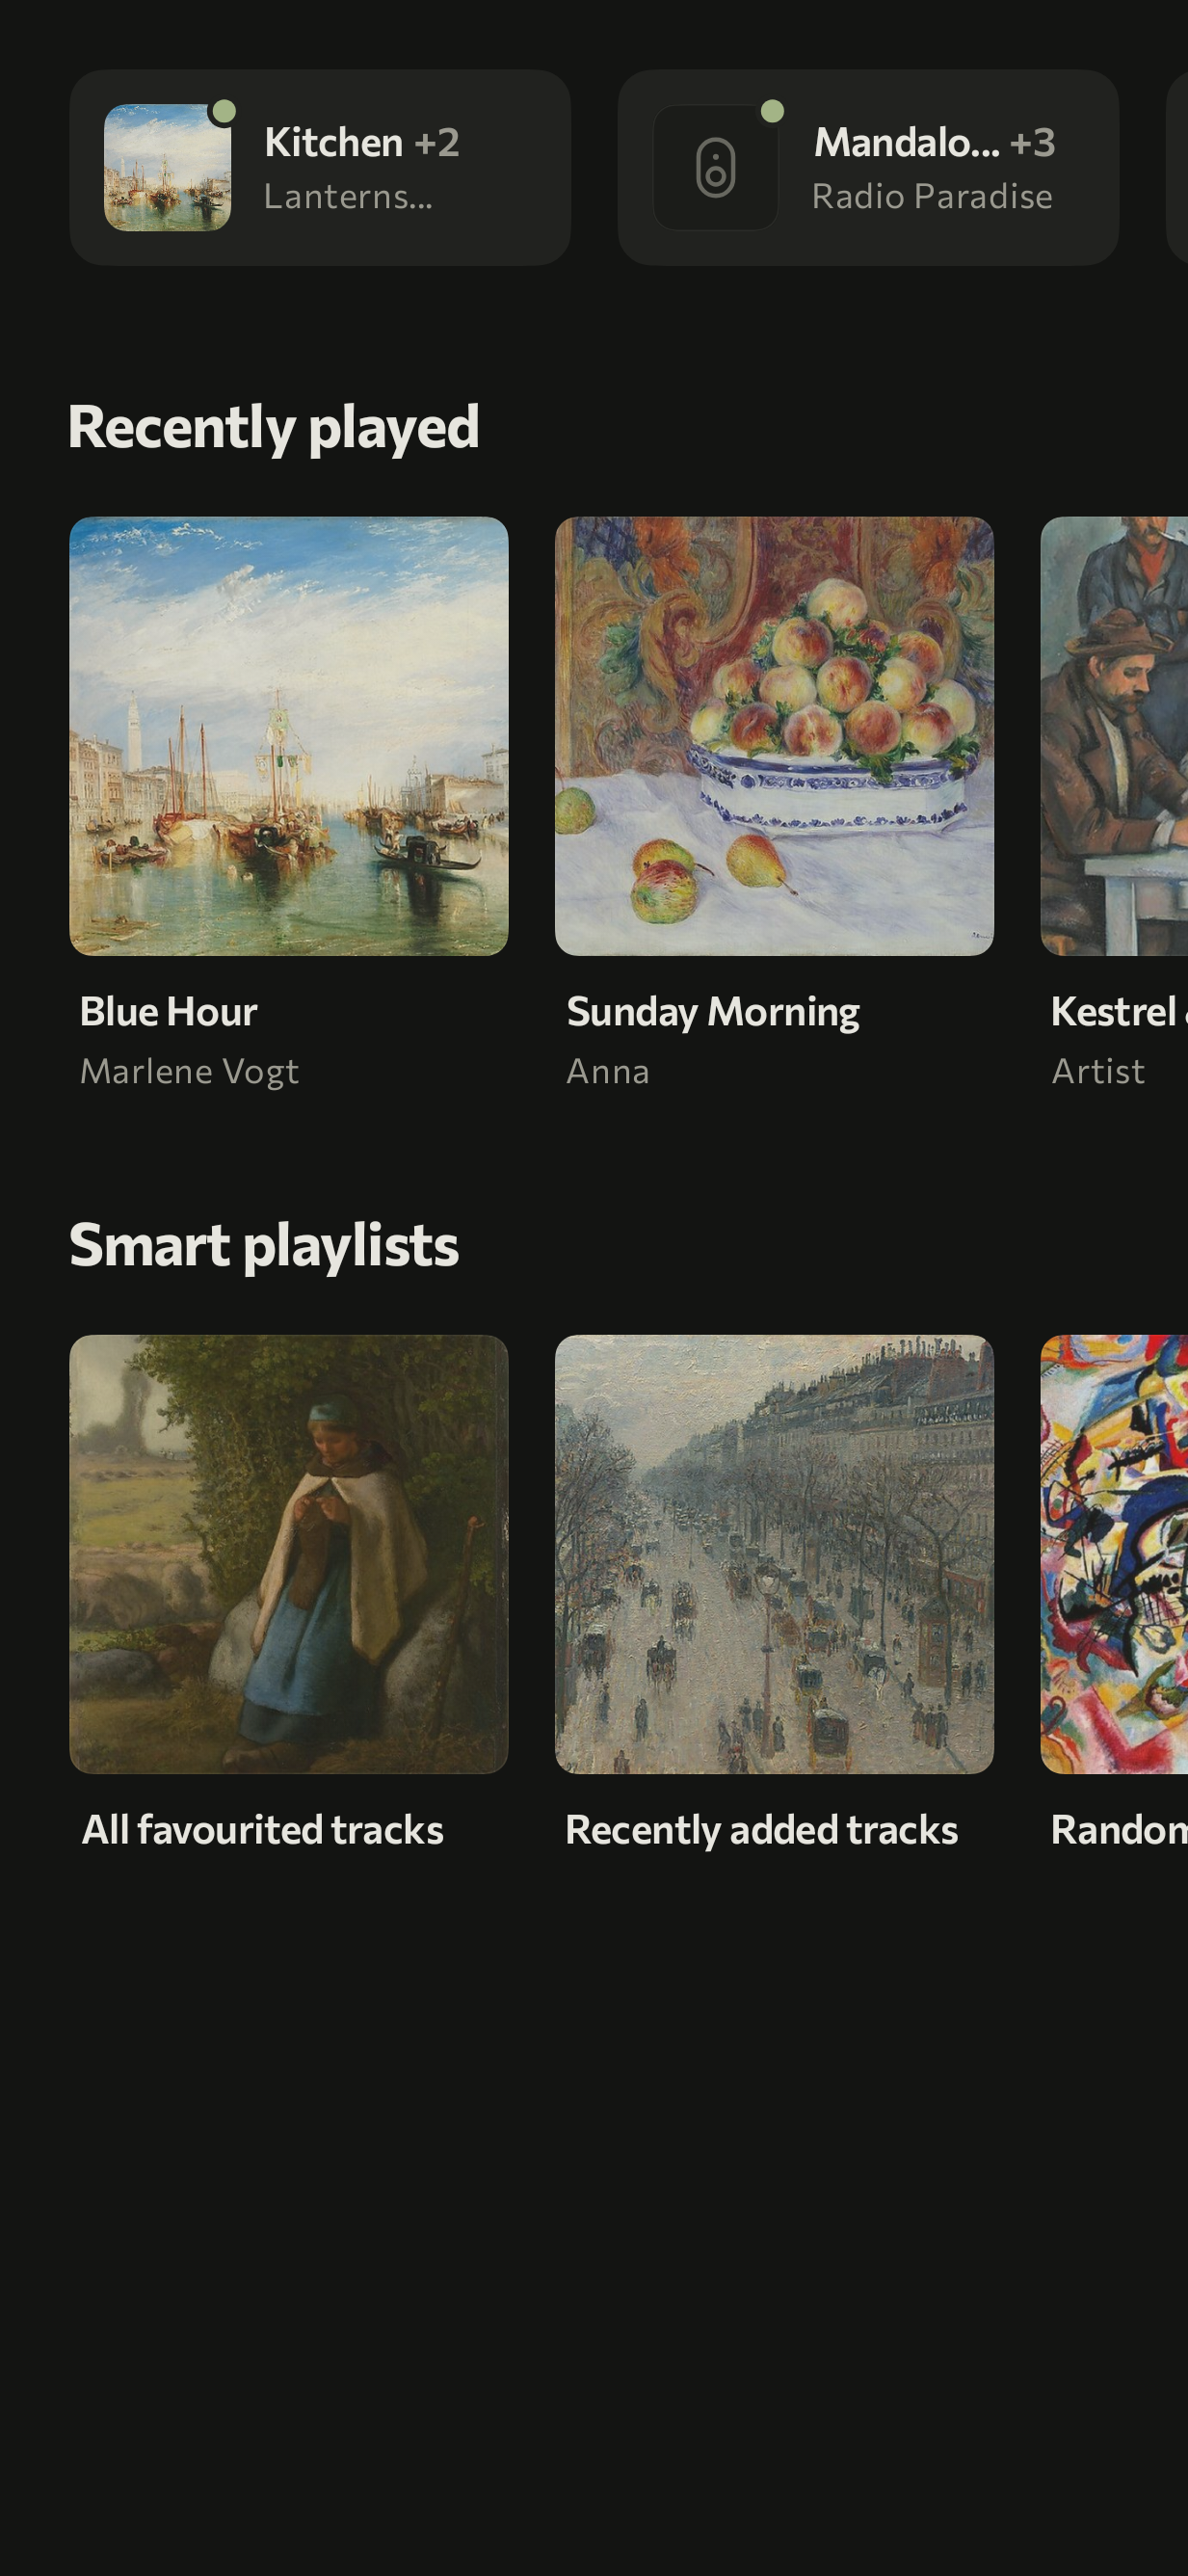 Kitchen +2
Lanterns...
Mandalo... +3
Radio Paradise
Recently played
Blue Hour
Marlene Vogt
Sunday Morning
Anna
Kestrel
Artist
Smart playlists
All favourited tracks
Recently added tracks
Random